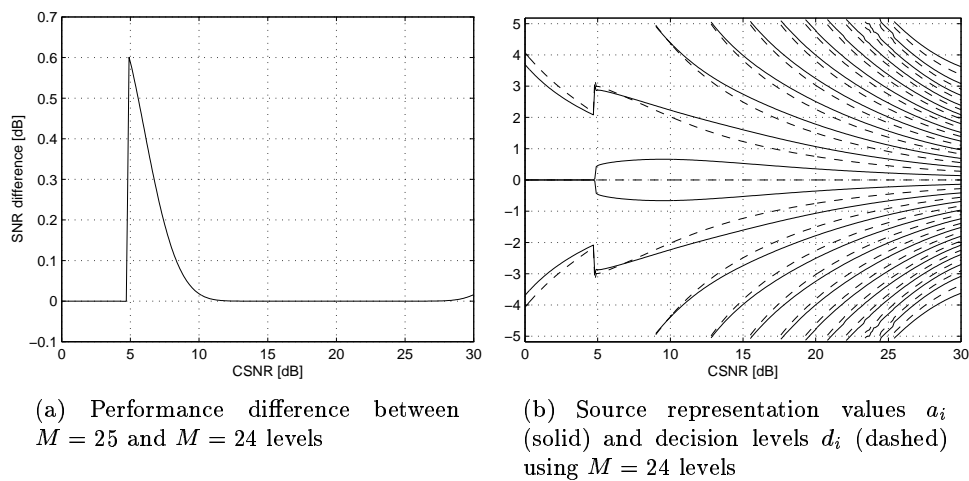 0.7
0.6
0.5
0.4
0.3
0.2
0.1
0
−0.1
SNR difference [dB]
0 5 10 15 20 25 30
CSNR [dB]
5
4
3
2
1
0
−1
−2
−3
−4
−5
0 5 10 15 20 25 30
CSNR [dB]
(a) Performance difference between
M = 25 and M = 24 levels
(b) Source representation values a_i
(solid) and decision levels d_i (dashed)
using M = 24 levels